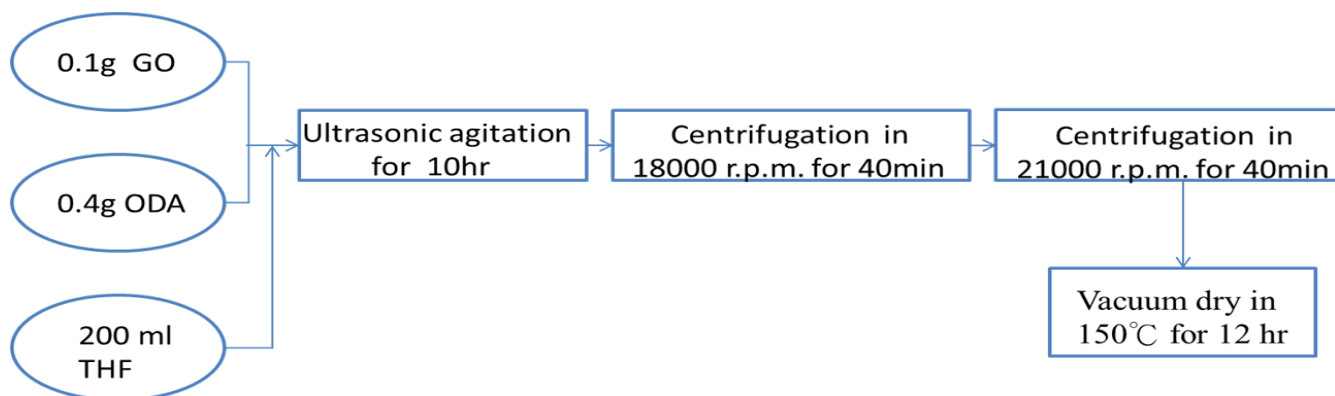 0.1g GO
0.4g ODA
200 ml
THF
Ultrasonic agitation
for 10hr
Centrifugation in
18000 r.p.m. for 40min
Centrifugation in
21000 r.p.m. for 40min
Vacuum dry in
150℃ for 12 hr